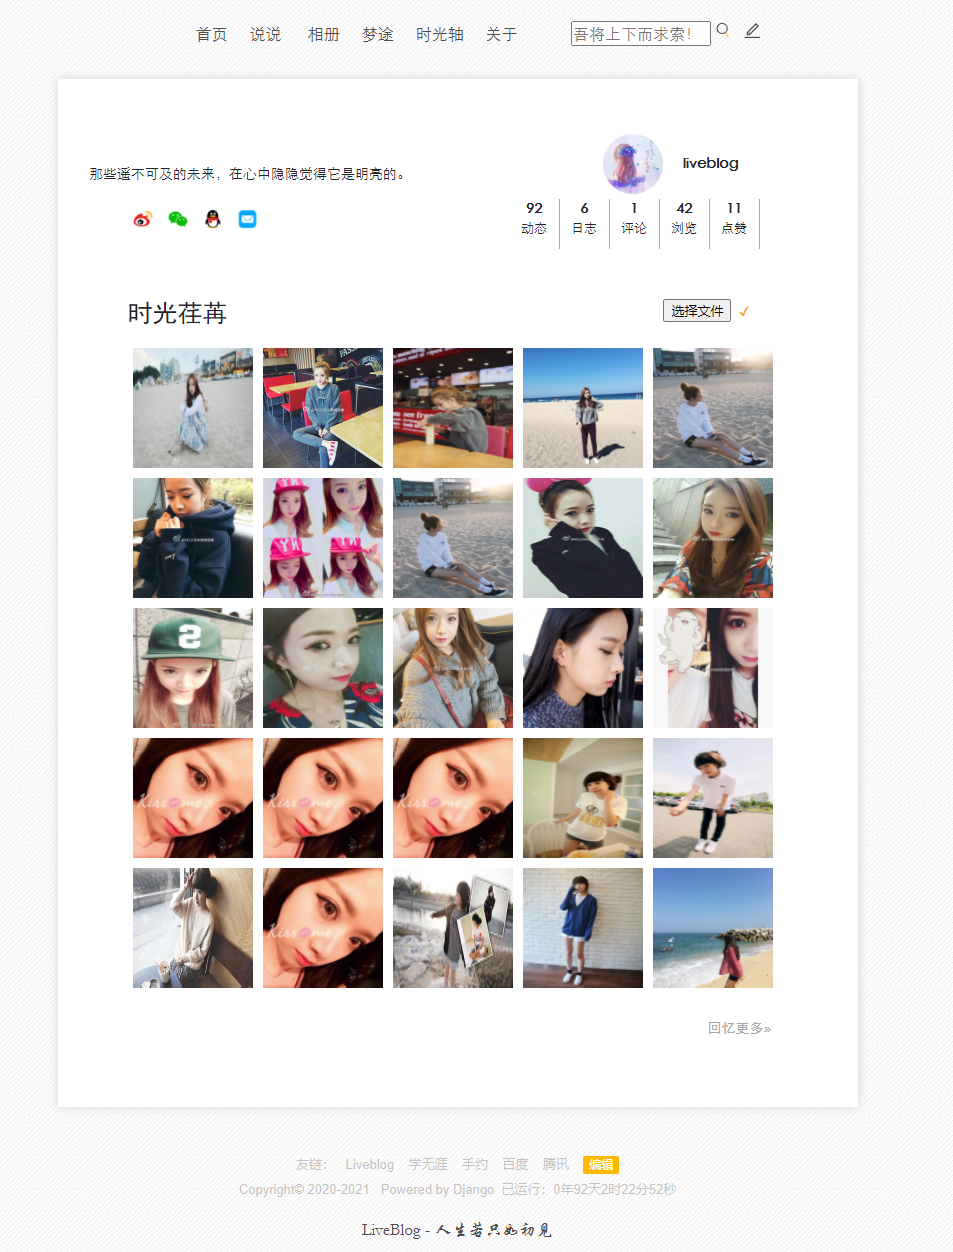 首页 说说 相册 梦途 时光轴 关于 吾将上下而求索！
liveblog
那些遥不可及的未来，在心中隐隐觉得它是明亮的。
92 6 1 42 11
动态 日志 评论 浏览 点赞
时光荏苒 选择文件 ✓
Kiss me, Kiss me, Kiss me,
Kiss me,
回忆更多»
友链： Liveblog 学无涯 手约 百度 腾讯 编辑
Copyright© 2020-2021 Powered by Django 已运行：0年92天2时22分52秒
LiveBlog - 人生若只如初见